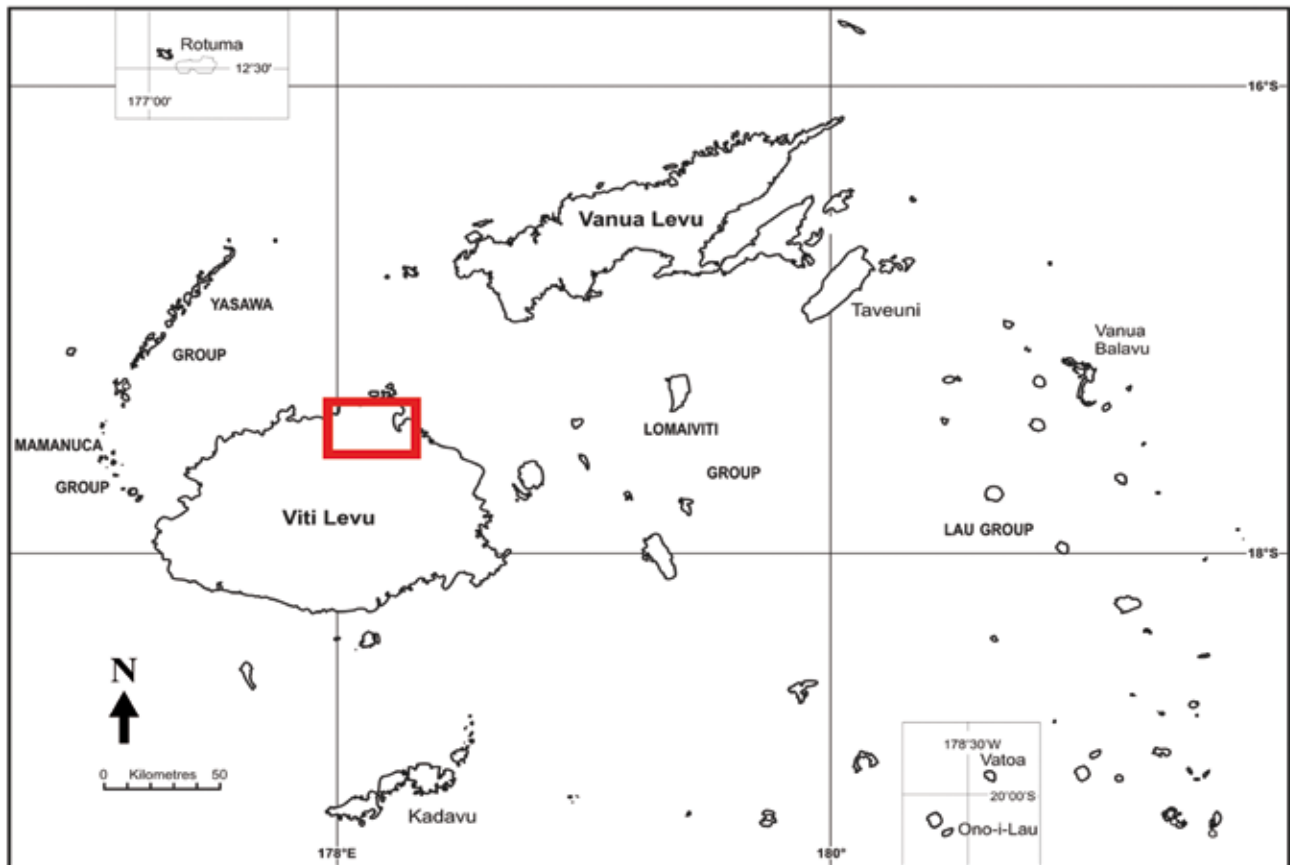 Rotuma
12°30'
177°00'
16°S
Vanua Levu
Taveuni
YASAWA
GROUP
Vanua
Balavu
MAMANUCA
GROUP
LOMAIVITI
GROUP
Viti Levu
LAU GROUP
18°S
N
0 Kilometres 50
Kadavu
178°30'W
Vatoa
20°00'S
Ono-i-Lau
178°E
180°